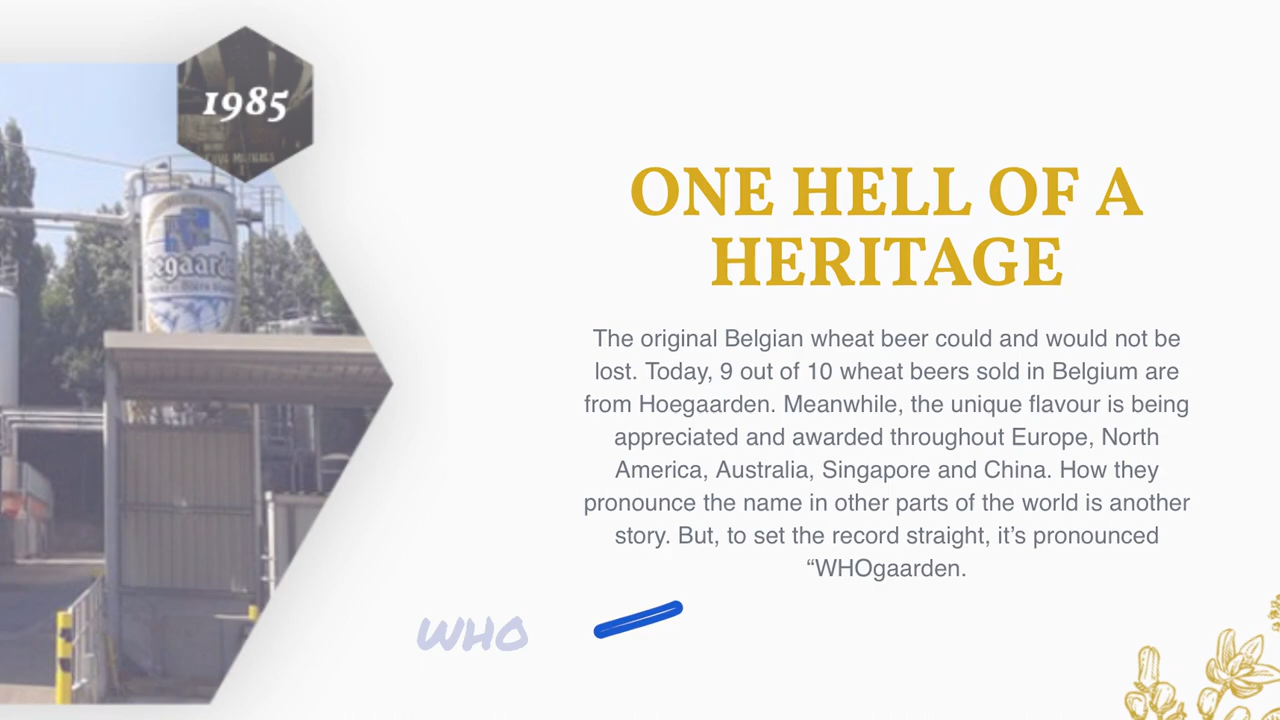 1985
ONE HELL OF A
HERITAGE
The original Belgian wheat beer could and would not be
lost. Today, 9 out of 10 wheat beers sold in Belgium are
from Hoegaarden. Meanwhile, the unique flavour is being
appreciated and awarded throughout Europe, North
America, Australia, Singapore and China. How they
pronounce the name in other parts of the world is another
story. But, to set the record straight, it’s pronounced
“WHOgaarden.
WHO